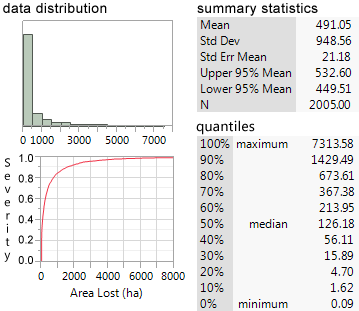 data distribution
0 1000 3000 5000 7000
Severity
1.0
0.8
0.6
0.4
0.2
0.0
0 2000 4000 6000 8000
Area Lost (ha)
summary statistics
Mean 491.05
Std Dev 948.56
Std Err Mean 21.18
Upper 95% Mean 532.60
Lower 95% Mean 449.51
N 2005.00
quantiles
100% maximum 7313.58
90% 1429.49
80% 673.61
70% 367.38
60% 213.95
50% median 126.18
40% 56.11
30% 15.89
20% 4.70
10% 1.62
0% minimum 0.09